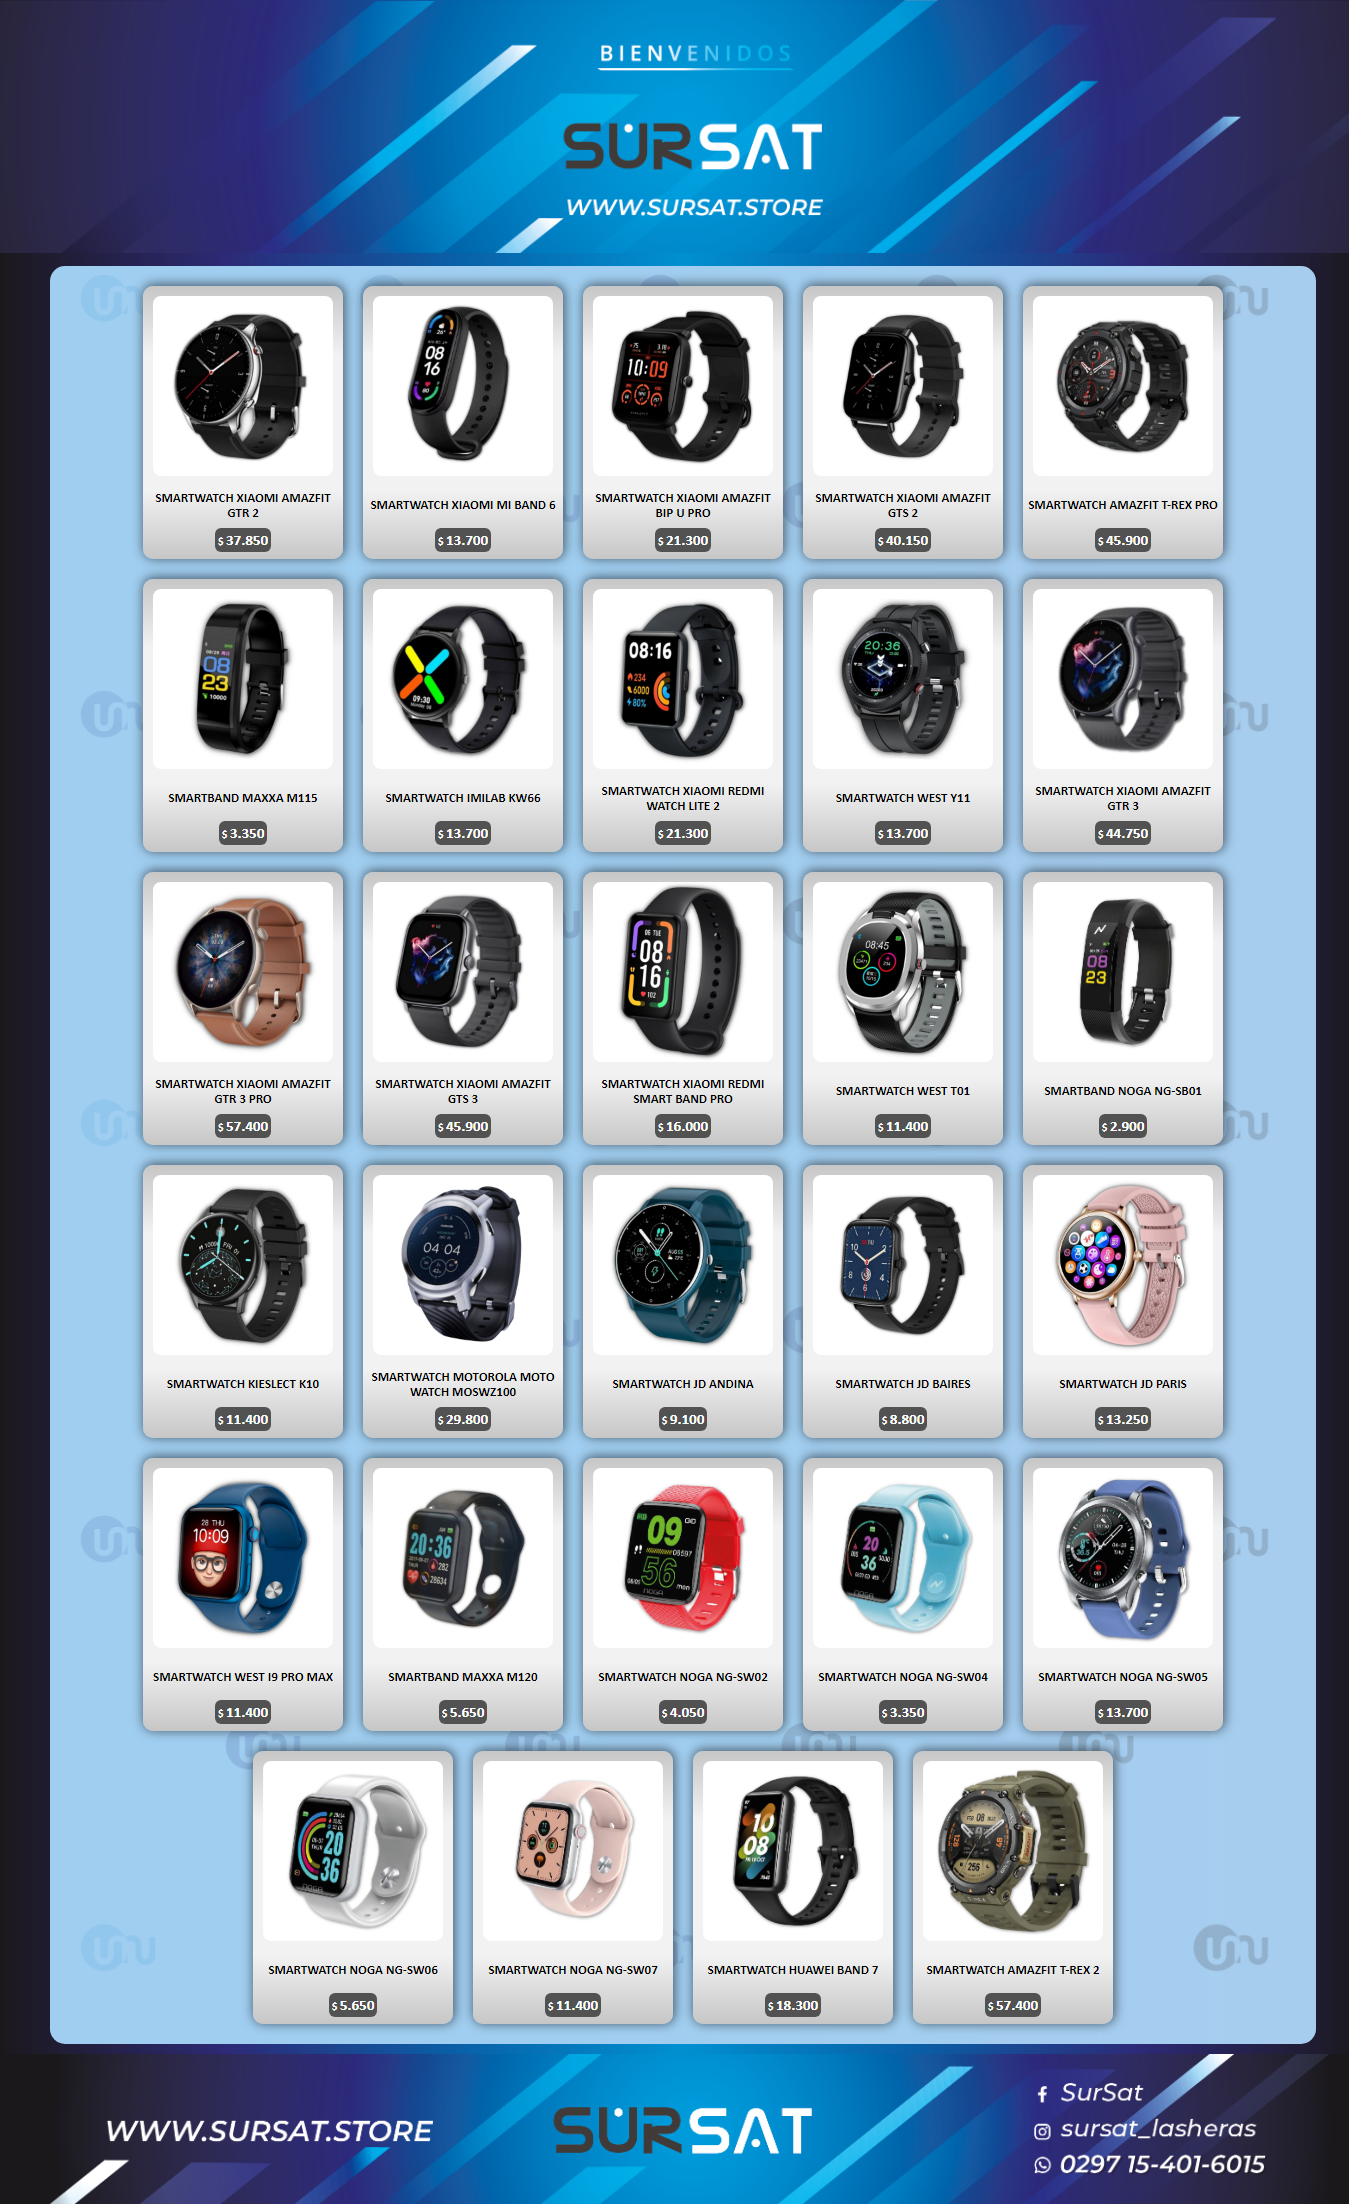 BIENVENIDOS
SURSAT
WWW.SURSAT.STORE
SMARTWATCH XIAOMI AMAZFIT
GTR 2
$ 37.850
SMARTWATCH XIAOMI MI BAND 6
$ 13.700
SMARTWATCH XIAOMI AMAZFIT
BIP U PRO
$ 21.300
SMARTWATCH XIAOMI AMAZFIT
GTS 2
$ 40.150
SMARTWATCH AMAZFIT T-REX PRO
$ 45.900
SMARTBAND MAXXA M115
$ 3.350
SMARTWATCH IMILAB KW66
$ 13.700
SMARTWATCH XIAOMI REDMI
WATCH LITE 2
$ 21.300
SMARTWATCH WEST Y11
$ 13.700
SMARTWATCH XIAOMI AMAZFIT
GTR 3
$ 44.750
SMARTWATCH XIAOMI AMAZFIT
GTR 3 PRO
$ 57.400
SMARTWATCH XIAOMI AMAZFIT
GTS 3
$ 45.900
SMARTWATCH XIAOMI REDMI
SMART BAND PRO
$ 16.000
SMARTWATCH WEST T01
$ 11.400
SMARTBAND NOGA NG-SB01
$ 2.900
SMARTWATCH KIESLECT K10
$ 11.400
SMARTWATCH MOTOROLA MOTO
WATCH MOSWZ100
$ 29.800
SMARTWATCH JD ANDINA
$ 9.100
SMARTWATCH JD BAIRES
$ 8.800
SMARTWATCH JD PARIS
$ 13.250
SMARTWATCH WEST I9 PRO MAX
$ 11.400
SMARTBAND MAXXA M120
$ 5.650
SMARTWATCH NOGA NG-SW02
$ 4.050
SMARTWATCH NOGA NG-SW04
$ 3.350
SMARTWATCH NOGA NG-SW05
$ 13.700
SMARTWATCH NOGA NG-SW06
$ 5.650
SMARTWATCH NOGA NG-SW07
$ 11.400
SMARTWATCH HUAWEI BAND 7
$ 18.300
SMARTWATCH AMAZFIT T-REX 2
$ 57.400
WWW.SURSAT.STORE
SURSAT
SurSat
sursat_lasheras
0297 15-401-6015